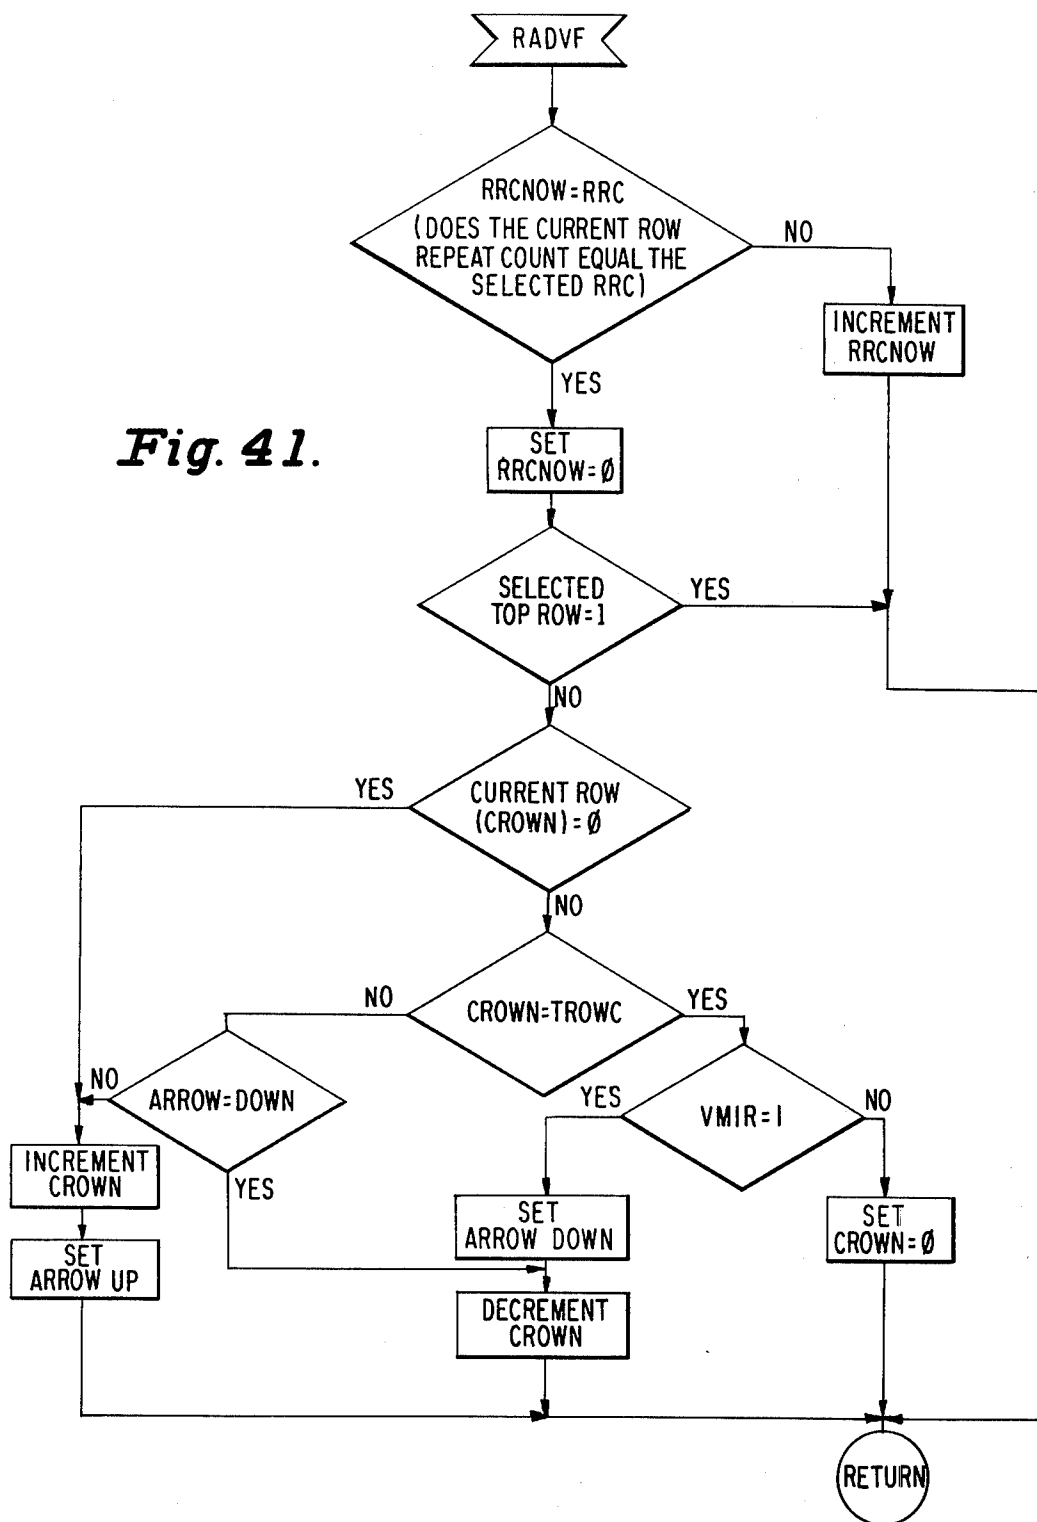 RADVF
RRCNOW=RRC
(DOES THE CURRENT ROW
REPEAT COUNT EQUAL THE
SELECTED RRC)
NO
INCREMENT
RRCNOW
YES
Fig. 41.
SET
RRCNOW=Ø
SELECTED
TOP ROW=1
YES
NO
YES
CURRENT ROW
(CROWN)=Ø
NO
NO
CROWN=TROWC
YES
NO
ARROW=DOWN
YES
VMIR=1
NO
INCREMENT
CROWN
YES
SET
ARROW UP
SET
ARROW DOWN
SET
CROWN=Ø
DECREMENT
CROWN
RETURN